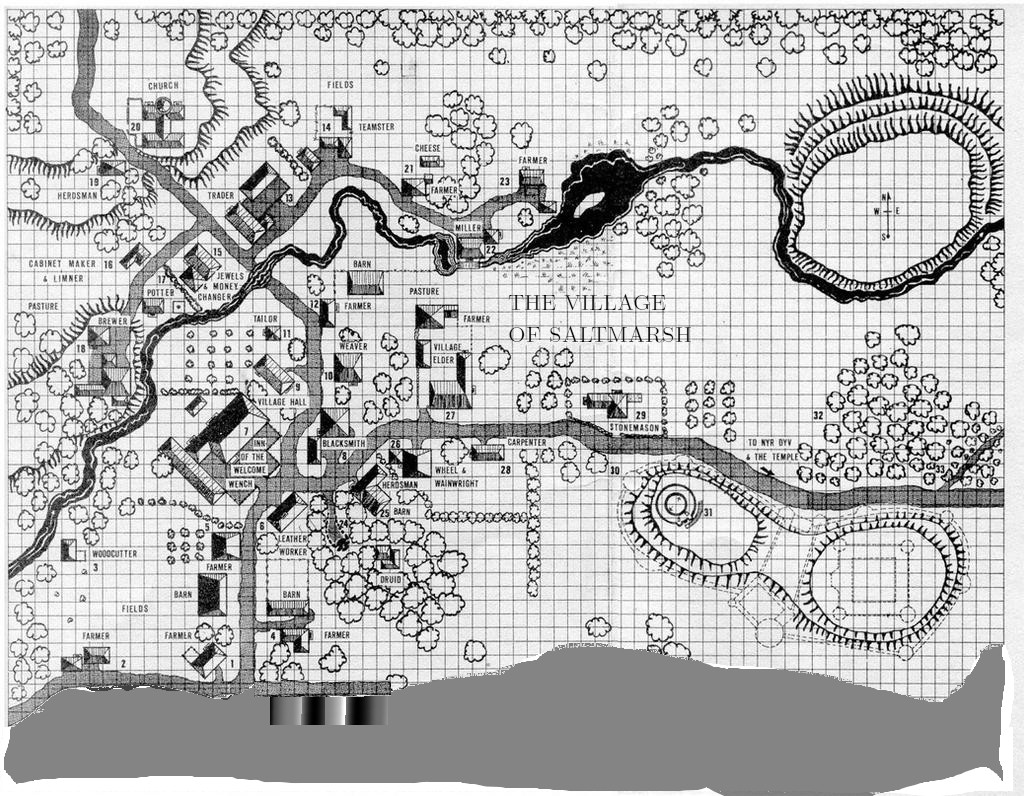 CHURCH
20
FIELDS
14
TEAMSTER
CHEESE
21
FARMER
FARMER
23
19
HERDSMAN
TRADER
13
MILLER
22
N
W E
S
CABINET MAKER
& LIMNER
16
15
17
POTTER
JEWELS
& MONEY
CHANGER
BARN
PASTURE
THE VILLAGE
OF SALTMARSH
PASTURE
BREWER
18
TAILOR
11
12
FARMER
FARMER
WEAVER
10
VILLAGE
ELDER
9
VILLAGE HALL
27
29
STONEMASON
32
7
INN
OF THE
WELCOME
WENCH
BLACKSMITH
8
26
CARPENTER
28
WHEEL &
WAINWRIGHT
HERDSMAN
25
BARN
30
TO NYR DYV
& THE TEMPLE
33
31
24
6
LEATHER
WORKER
5
FARMER
WOODCUTTER
3
DRUID
BARN
FIELDS
BARN
FARMER
2
FARMER
1
4
FARMER